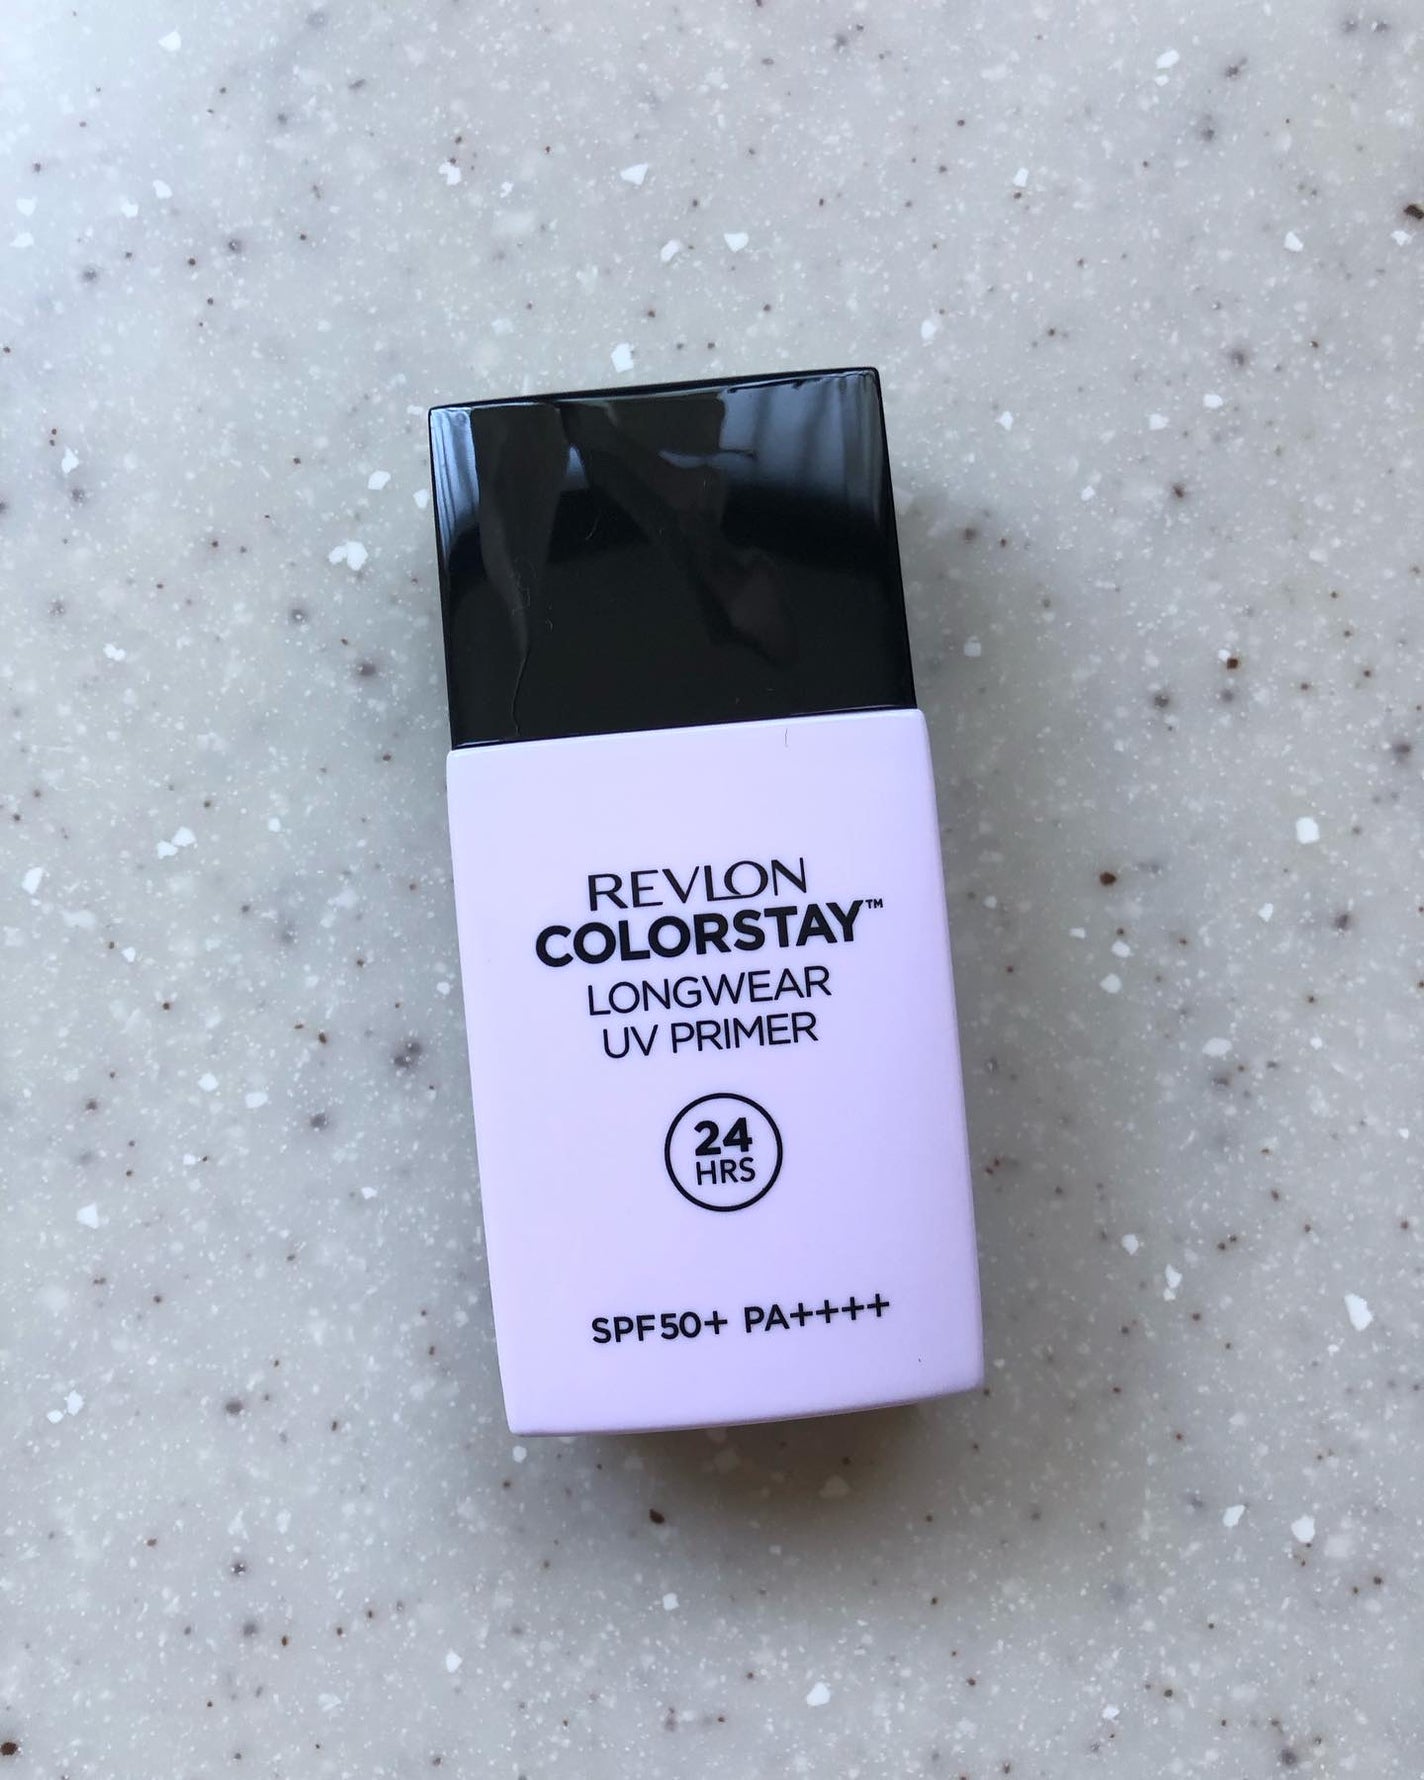 REVLON
COLORSTAY™
LONGWEAR
UV PRIMER
24
HRS
SPF50+ PA++++